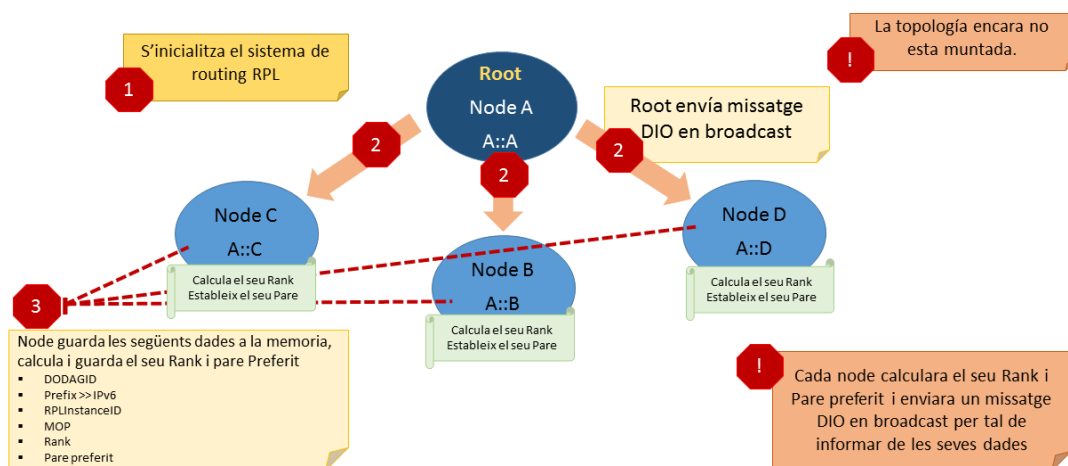 S'inicialitza el sistema de
routing RPL
1
Root
Node A
A::A
La topología encara no
esta muntada.
!
Root envía missatge
DIO en broadcast
2
2
2
Node C
A::C
Calcula el seu Rank
Estableix el seu Pare
Node B
A::B
Calcula el seu Rank
Estableix el seu Pare
Node D
A::D
Calcula el seu Rank
Estableix el seu Pare
3
Node guarda les següents dades a la memoria,
calcula i guarda el seu Rank i pare Preferit
▪ DODAGID
▪ Prefix >> IPv6
▪ RPLInstanceID
▪ MOP
▪ Rank
▪ Pare preferit
!
Cada node calculara el seu Rank i
Pare preferit i enviara un missatge
DIO en broadcast per tal de
informar de les seves dades